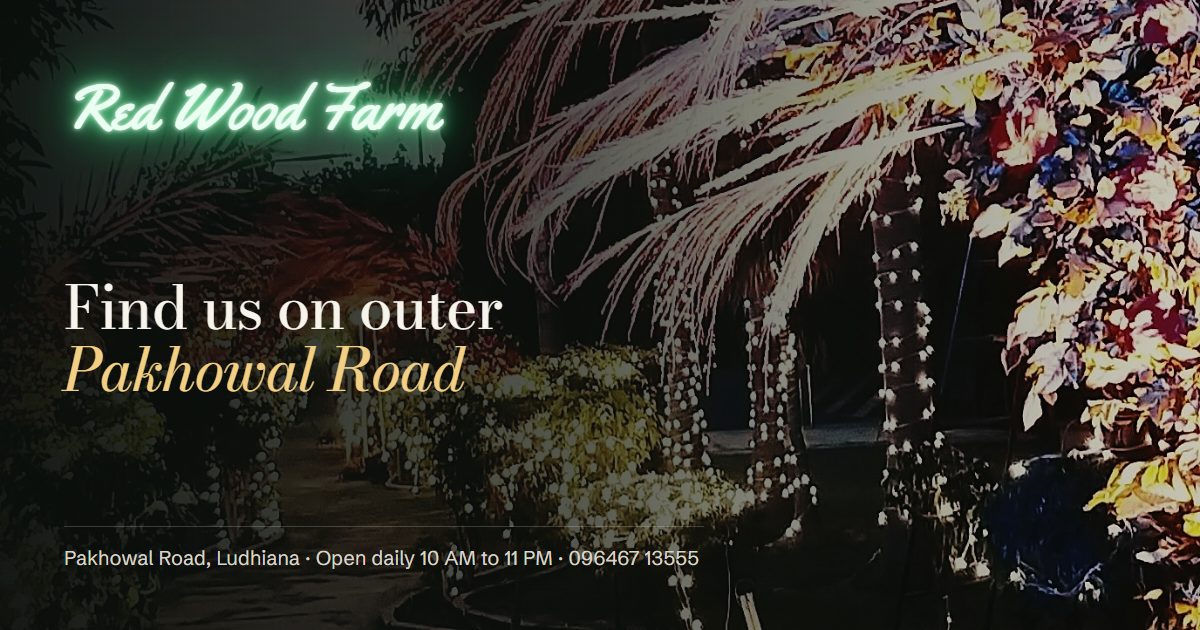 Red Wood Farm
Find us on outer
Pakhowal Road
Pakhowal Road, Ludhiana · Open daily 10 AM to 11 PM · 096467 13555